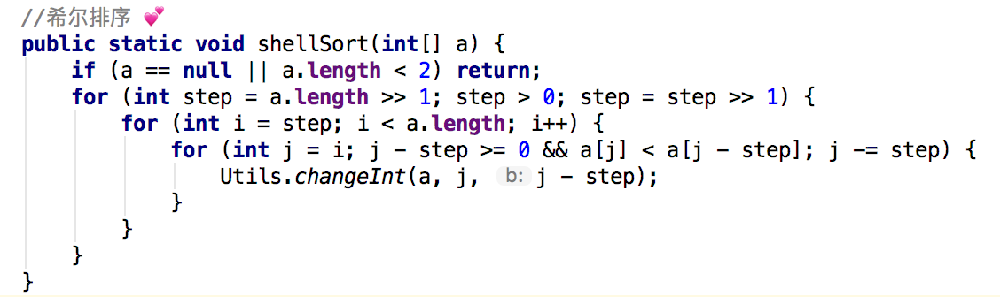 //希尔排序 💕
public static void shellSort(int[] a) {
    if (a == null || a.length < 2) return;
    for (int step = a.length >> 1; step > 0; step = step >> 1) {
        for (int i = step; i < a.length; i++) {
            for (int j = i; j - step >= 0 && a[j] < a[j - step]; j -= step) {
                Utils.changeInt(a, j, b: j - step);
            }
        }
    }
}